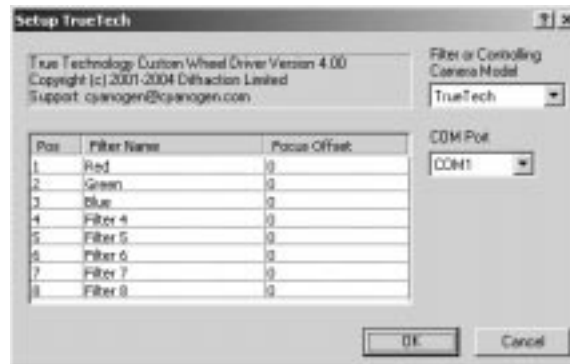 Setup TrueTech
True Technology Custom Wheel Driver Version 4.00
Copyright (c) 2001-2004 Diffraction Limited
Support: cyanogen@cyanogen.com
Filter or Controlling
Camera Model
TrueTech
COM Port
COM1
Pos Filter Name Focus Offset
1 Red 0
2 Green 0
3 Blue 0
4 Filter 4 0
5 Filter 5 0
6 Filter 6 0
7 Filter 7 0
8 Filter 8 0
OK Cancel